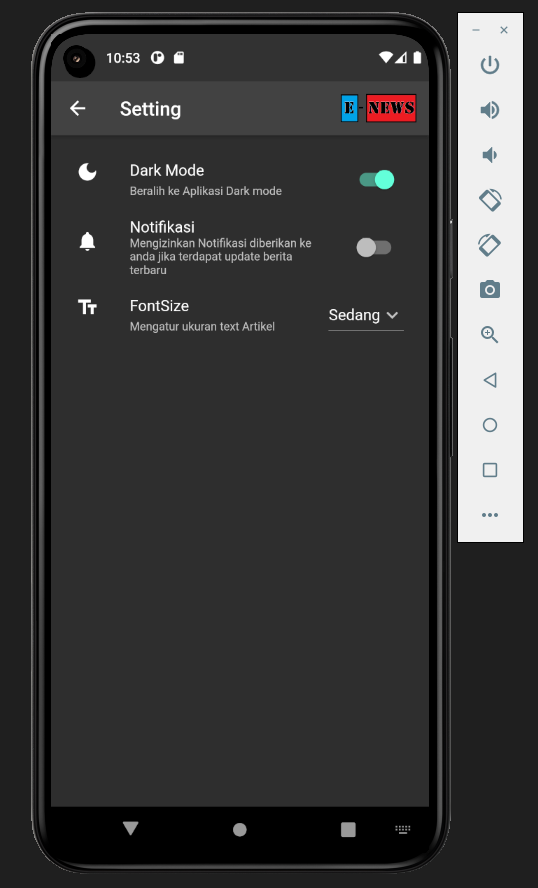 10:53
Setting
E - NEWS
Dark Mode
Beralih ke Aplikasi Dark mode
Notifikasi
Mengizinkan Notifikasi diberikan ke
anda jika terdapat update berita
terbaru
FontSize
Mengatur ukuran text Artikel
Sedang